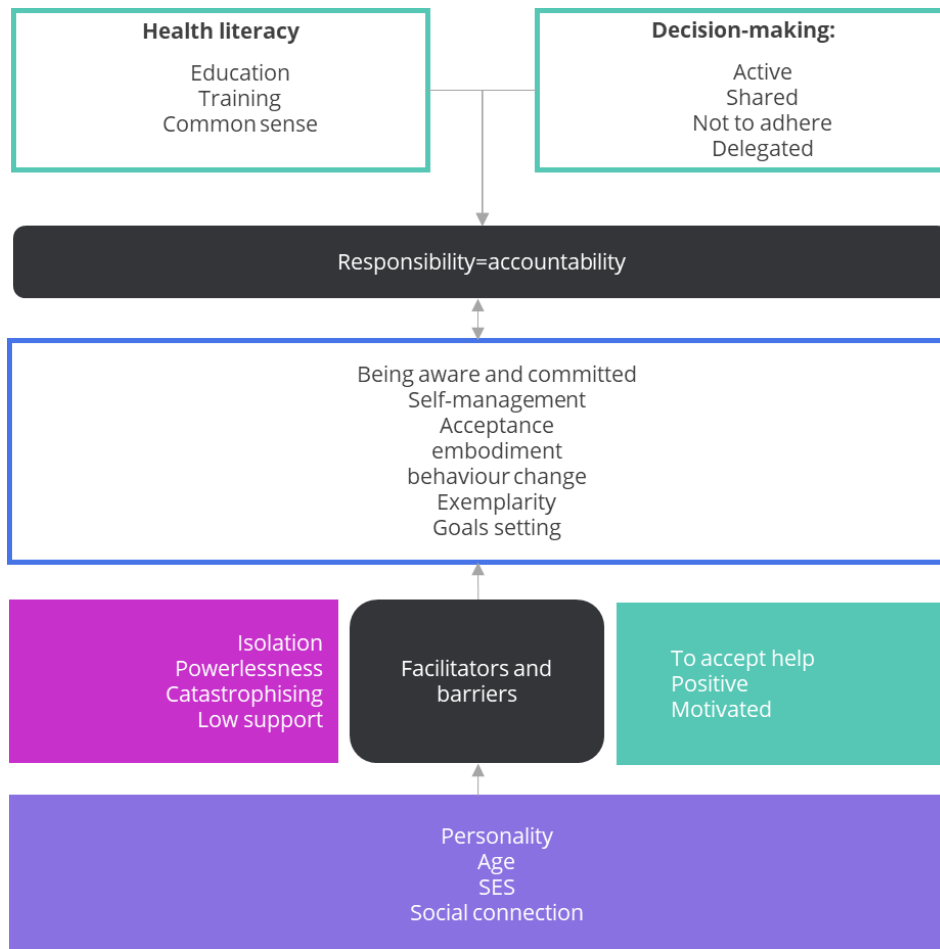 Health literacy
Education
Training
Common sense
Decision-making:
Active
Shared
Not to adhere
Delegated
Responsibility=accountability
Being aware and committed
Self-management
Acceptance
embodiment
behaviour change
Exemplarity
Goals setting
Isolation
Powerlessness
Catastrophising
Low support
Facilitators and
barriers
To accept help
Positive
Motivated
Personality
Age
SES
Social connection